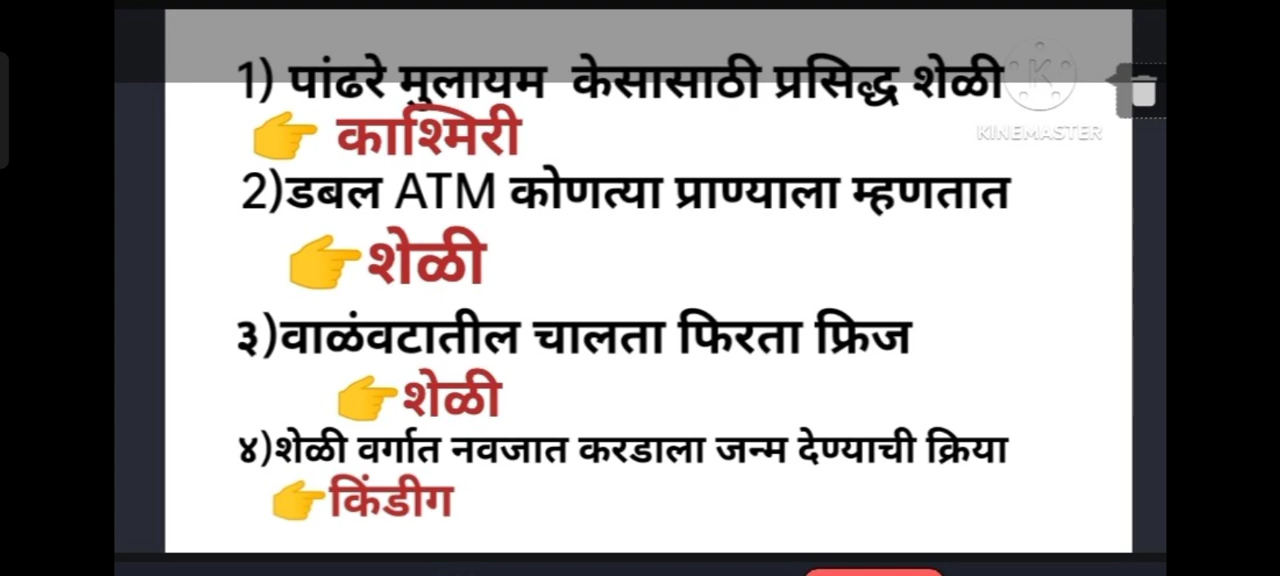 1) पांढरे मुलायम केसासाठी प्रसिद्ध शेळी
👉 काश्मिरी
KINEMASTER
2)डबल ATM कोणत्या प्राण्याला म्हणतात
👉शेळी
३)वाळंवटातील चालता फिरता फ्रिज
👉शेळी
४)शेळी वर्गात नवजात करडाला जन्म देण्याची क्रिया
👉किंडीग